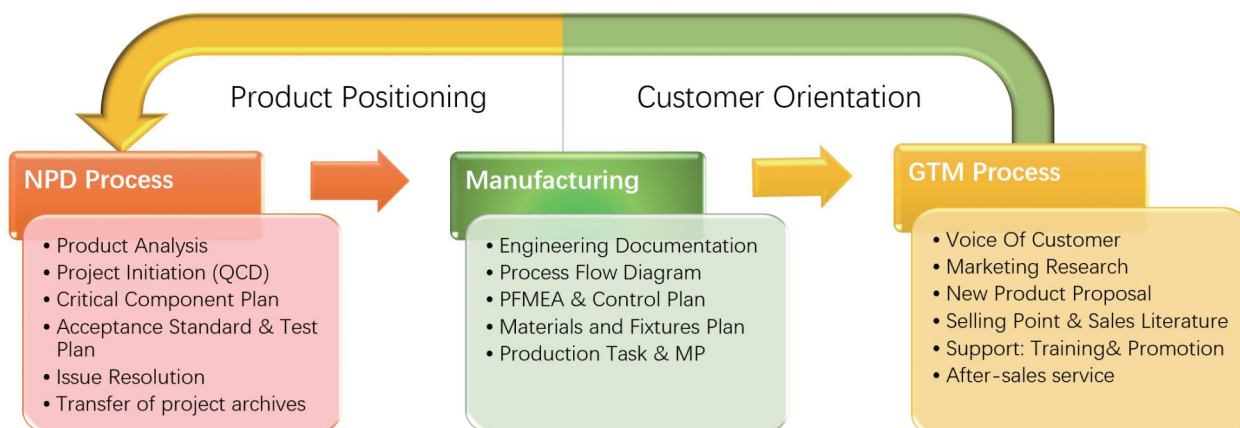 Product Positioning
Customer Orientation
NPD Process
• Product Analysis
• Project Initiation (QCD)
• Critical Component Plan
• Acceptance Standard & Test
Plan
• Issue Resolution
• Transfer of project archives
Manufacturing
• Engineering Documentation
• Process Flow Diagram
• PFMEA & Control Plan
• Materials and Fixtures Plan
• Production Task & MP
GTM Process
• Voice Of Customer
• Marketing Research
• New Product Proposal
• Selling Point & Sales Literature
• Support: Training& Promotion
• After-sales service